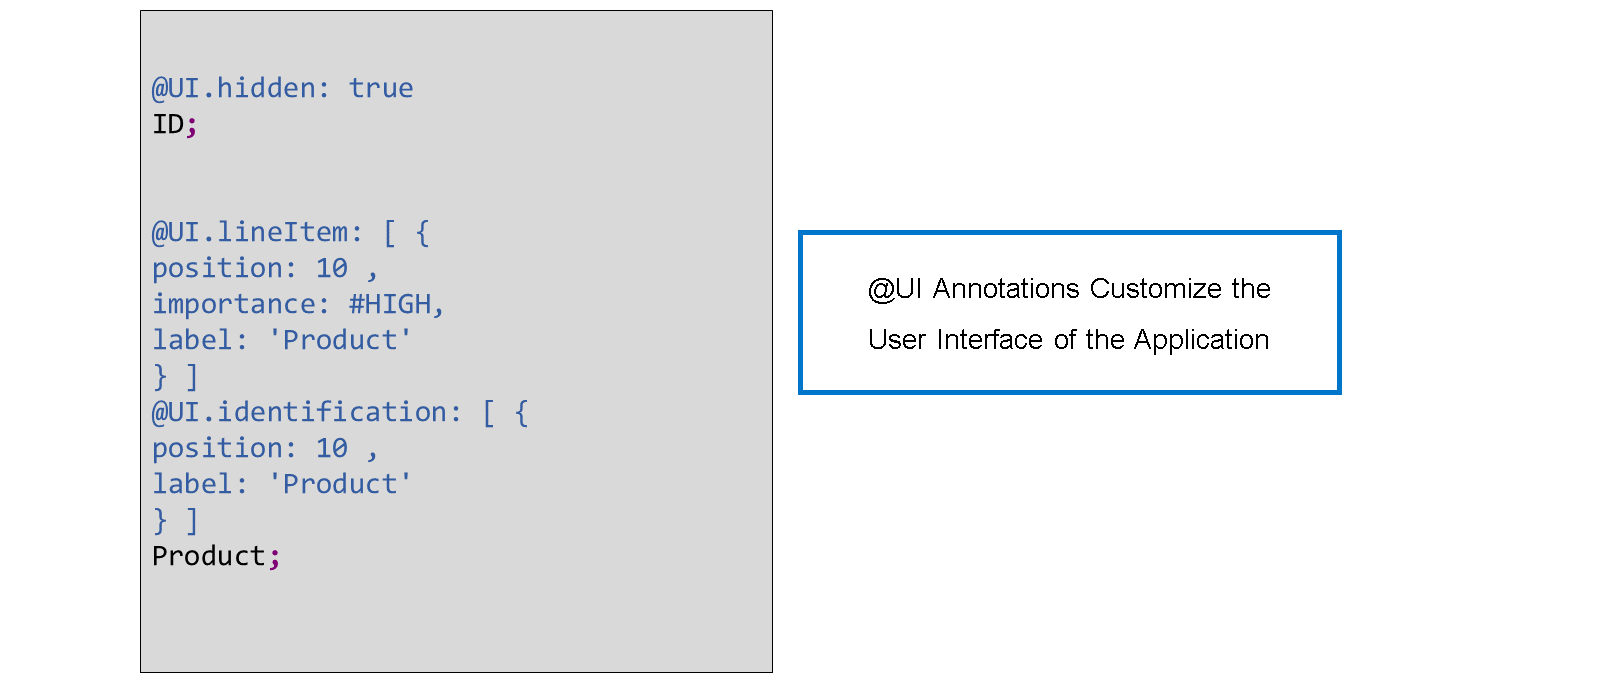 @UI.hidden: true
ID;
@UI.lineItem: [ {
position: 10 ,
importance: #HIGH,
label: 'Product'
} ]
@UI.identification: [ {
position: 10 ,
label: 'Product'
} ]
Product;
@UI Annotations Customize the
User Interface of the Application